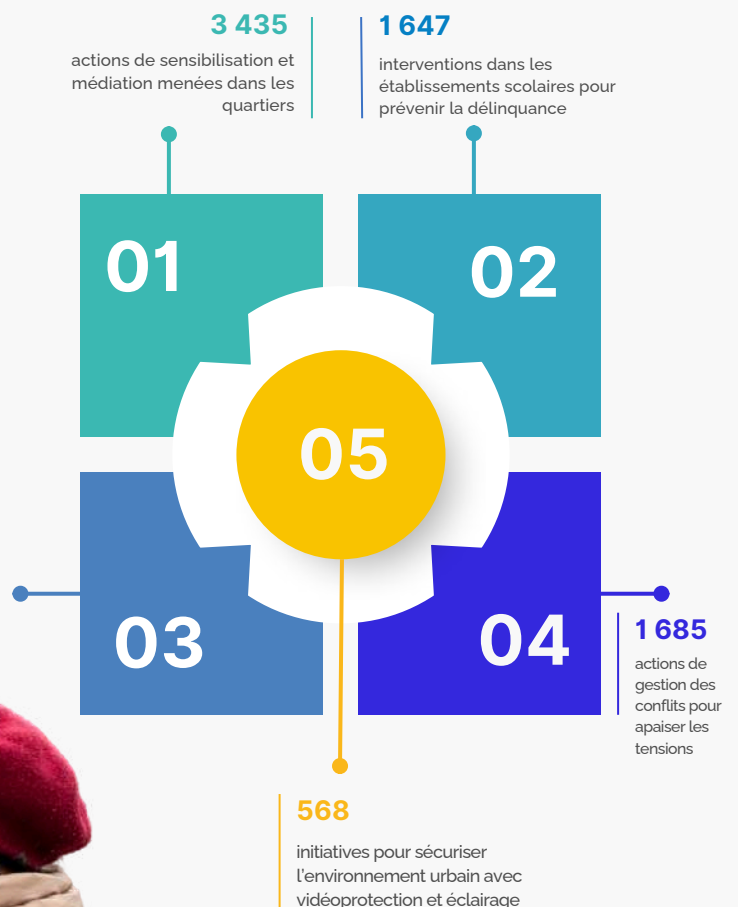 3 435
actions de sensibilisation et
médiation menées dans les
quartiers
1 647
interventions dans les
établissements scolaires pour
prévenir la délinquance
01
02
05
03
04
1 685
actions de
gestion des
conflits pour
apaiser les
tensions
568
initiatives pour sécuriser
l'environnement urbain avec
vidéoprotection et éclairage